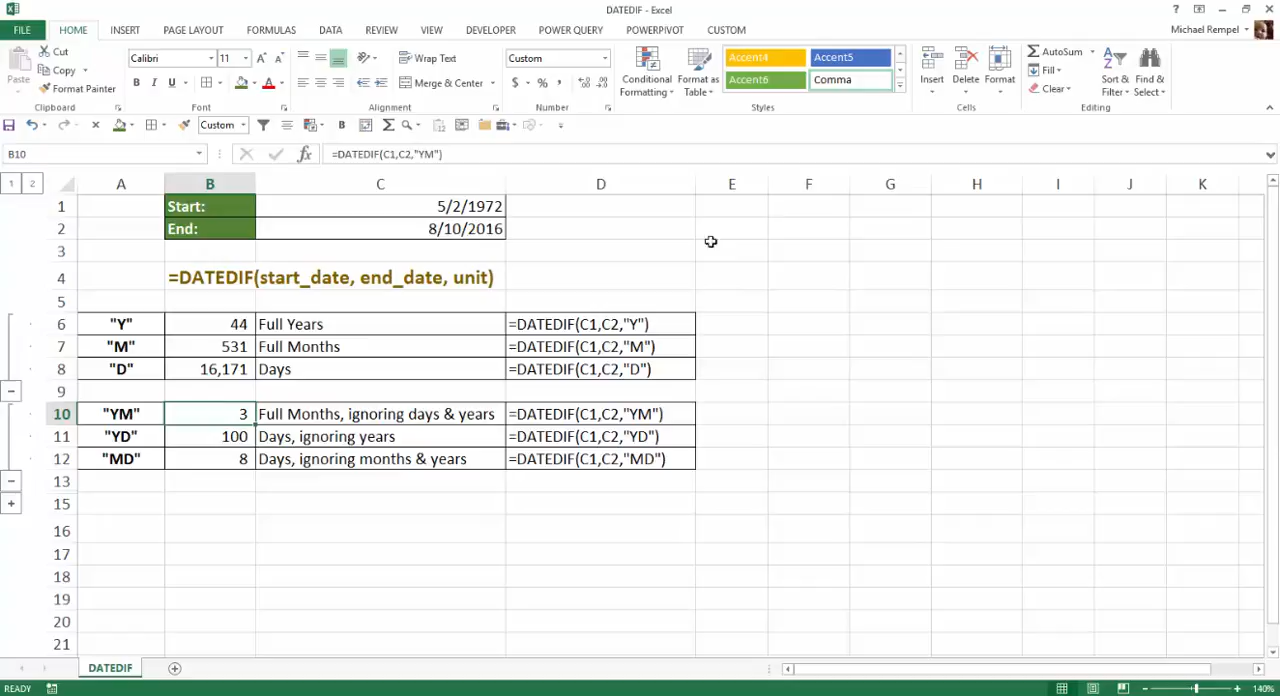 DATEDIF - Excel
FILE HOME INSERT PAGE LAYOUT FORMULAS DATA REVIEW VIEW DEVELOPER POWER QUERY POWERPIVOT CUSTOM Michael Rempel
Paste Cut Copy Format Painter Clipboard
Calibri 11 B I U Font
Wrap Text Merge & Center Alignment
Custom $ % , Number
Conditional Formatting Format as Table Accent4 Accent5 Accent6 Comma Styles
Insert Delete Format Cells
AutoSum Fill Clear Sort & Filter Find & Select Editing
Custom B
B10 fx =DATEDIF(C1,C2,"YM")
1 2 A B C D E F G H I J K
1 Start: 5/2/1972
2 End: 8/10/2016
3
4 =DATEDIF(start_date, end_date, unit)
5
6 "Y" 44 Full Years =DATEDIF(C1,C2,"Y")
7 "M" 531 Full Months =DATEDIF(C1,C2,"M")
8 "D" 16,171 Days =DATEDIF(C1,C2,"D")
9
10 "YM" 3 Full Months, ignoring days & years =DATEDIF(C1,C2,"YM")
11 "YD" 100 Days, ignoring years =DATEDIF(C1,C2,"YD")
12 "MD" 8 Days, ignoring months & years =DATEDIF(C1,C2,"MD")
13
15
16
17
18
19
20
21
DATEDIF
READY 140%